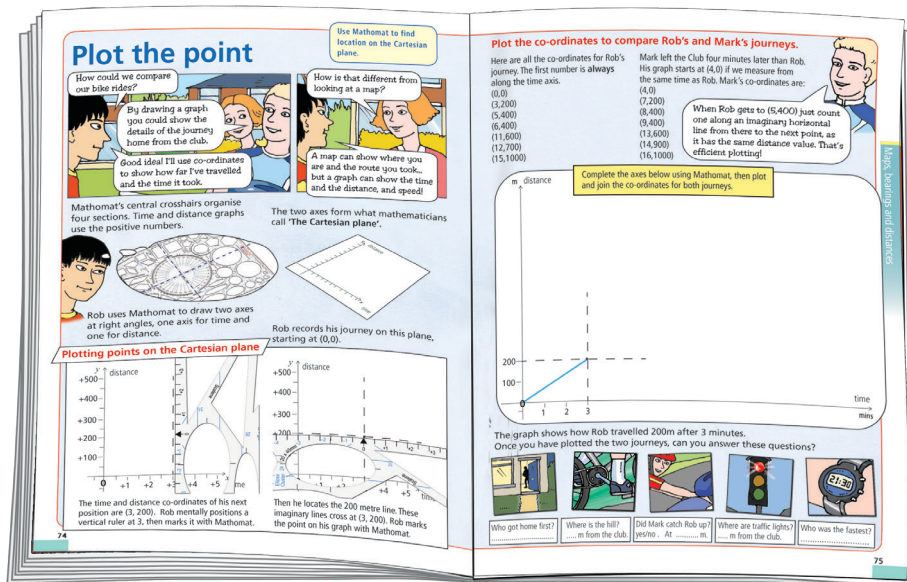 Plot the point
Use Mathomat to find
location on the Cartesian
plane.
How could we compare
our bike rides?
By drawing a graph
you could show the
details of the journey
home from the club.
Good idea! I'll use co-ordinates
to show how far I've travelled
and the time it took.
How is that different from
looking at a map?
A map can show where you
are and the route you took...
but a graph can show the time
and the distance, and speed!
Mathomat's central crosshairs organise
four sections. Time and distance graphs
use the positive numbers.
The two axes form what mathematicians
call 'The Cartesian plane'.
distance
time
Rob uses Mathomat to draw two axes
at right angles, one axis for time and
one for distance.
Rob records his journey on this plane,
starting at (0,0).
Plotting points on the Cartesian plane
y distance
+500
+400
+300
+200
+100
0 +1 +2 +4 +5 me
The time and distance co-ordinates of his next
position are (3, 200). Rob mentally positions a
vertical ruler at 3, then marks it with Mathomat.
y distance
+500
+400
+300
+200
+4 +5 time
Then he locates the 200 metre line. These
imaginary lines cross at (3, 200). Rob marks
the point on his graph with Mathomat.
74
Plot the co-ordinates to compare Rob's and Mark's journeys.
Here are all the co-ordinates for Rob's
journey. The first number is always
along the time axis.
(0,0)
(3,200)
(5,400)
(6,400)
(11,600)
(12,700)
(15,1000)
Mark left the Club four minutes later than Rob.
His graph starts at (4,0) if we measure from
the same time as Rob. Mark's co-ordinates are:
(4,0)
(7,200)
(8,400)
(9,400)
(13,600)
(14,900)
(16,1000)
When Rob gets to (5,400) just count
one along an imaginary horizontal
line from there to the next point, as
it has the same distance value. That's
efficient plotting!
Maps, bearings and distances
Complete the axes below using Mathomat, then plot
and join the co-ordinates for both journeys.
m distance
200
100
0 1 2 3
time
mins
The graph shows how Rob travelled 200m after 3 minutes.
Once you have plotted the two journeys, can you answer these questions?
21:30
Who got home first?
Where is the hill?
..... m from the club.
Did Mark catch Rob up?
yes/no . At ........... m.
Where are traffic lights?
..... m from the club.
Who was the fastest?
75